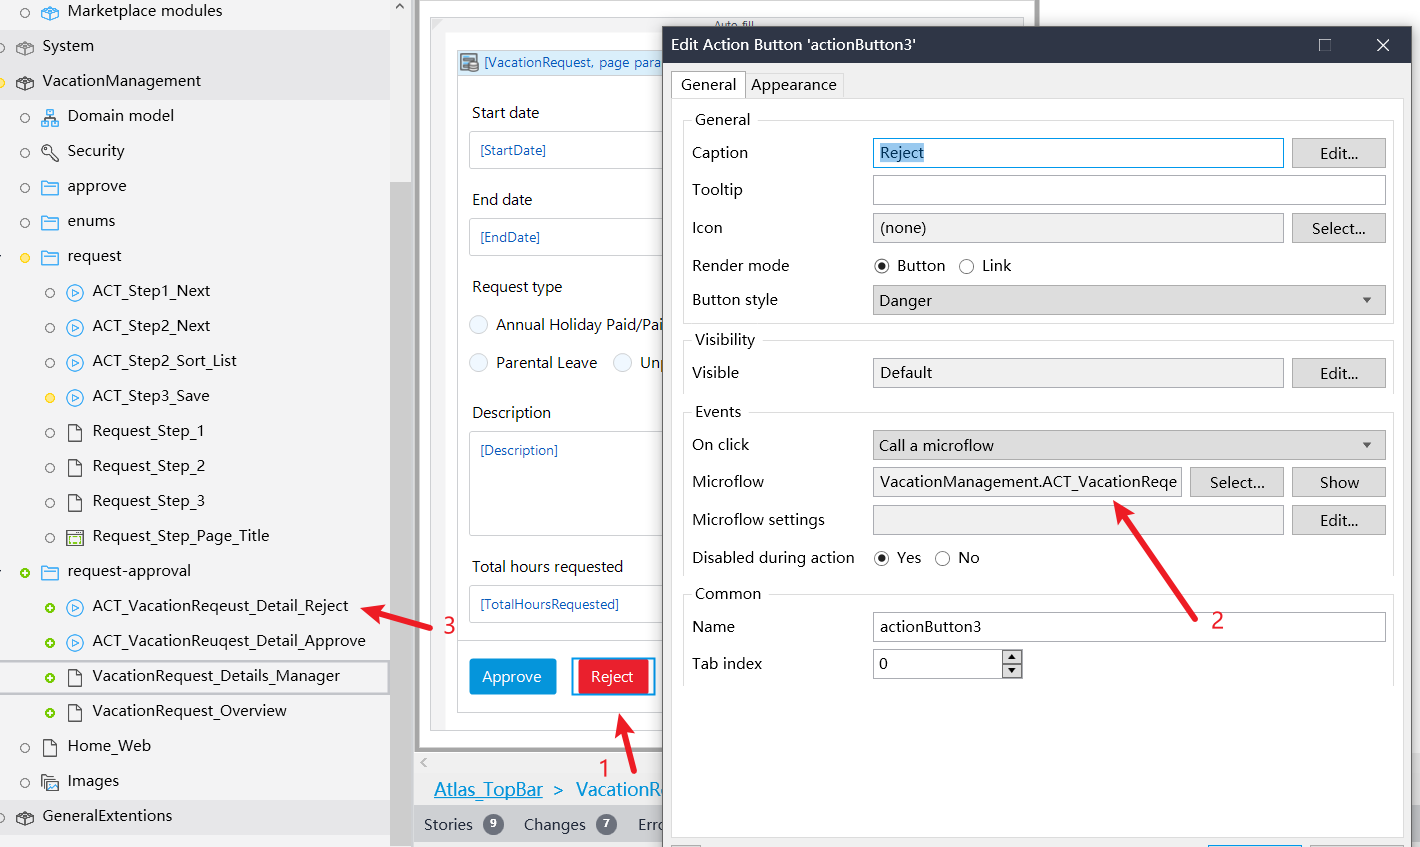 Marketplace modules
System
VacationManagement
Domain model
Security
approve
enums
request
ACT_Step1_Next
ACT_Step2_Next
ACT_Step2_Sort_List
ACT_Step3_Save
Request_Step_1
Request_Step_2
Request_Step_3
Request_Step_Page_Title
request-approval
ACT_VacationReqeust_Detail_Reject
ACT_VacationReuqest_Detail_Approve
VacationRequest_Details_Manager
VacationRequest_Overview
Home_Web
Images
GeneralExtentions
3
Auto-fill
[VacationRequest, page para
Start date
[StartDate]
End date
[EndDate]
Request type
Annual Holiday Paid/Pai
Parental Leave
Description
[Description]
Total hours requested
[TotalHoursRequested]
Approve
Reject
1
Atlas_TopBar > VacationR
Stories 9 Changes 7 Erro
Edit Action Button 'actionButton3'
General Appearance
General
Caption Reject Edit...
Tooltip
Icon (none) Select...
Render mode Button Link
Button style Danger
Visibility
Visible Default Edit...
Events
On click Call a microflow
Microflow VacationManagement.ACT_VacationReqe Select... Show
Microflow settings Edit...
Disabled during action Yes No
2
Common
Name actionButton3
Tab index 0